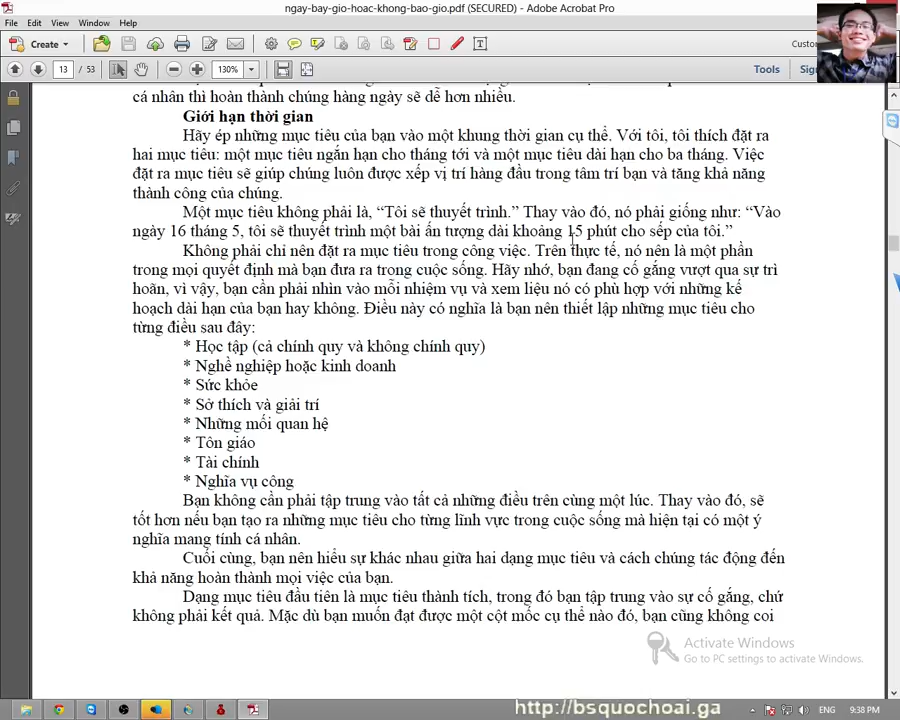 ngay-bay-gio-hoac-khong-bao-gio.pdf (SECURED) - Adobe Acrobat Pro
File Edit View Window Help
Create
13 / 53 130% Tools
cá nhân thì hoàn thành chúng hàng ngày sẽ dễ hơn nhiều.
Giới hạn thời gian
Hãy ép những mục tiêu của bạn vào một khung thời gian cụ thể. Với tôi, tôi thích đặt ra
hai mục tiêu: một mục tiêu ngắn hạn cho tháng tới và một mục tiêu dài hạn cho ba tháng. Việc
đặt ra mục tiêu sẽ giúp chúng luôn được xếp vị trí hàng đầu trong tâm trí bạn và tăng khả năng
thành công của chúng.
Một mục tiêu không phải là, “Tôi sẽ thuyết trình.” Thay vào đó, nó phải giống như: “Vào
ngày 16 tháng 5, tôi sẽ thuyết trình một bài ấn tượng dài khoảng 15 phút cho sếp của tôi.”
Không phải chỉ nên đặt ra mục tiêu trong công việc. Trên thực tế, nó nên là một phần
trong mọi quyết định mà bạn đưa ra trong cuộc sống. Hãy nhớ, bạn đang cố gắng vượt qua sự trì
hoãn, vì vậy, bạn cần phải nhìn vào mỗi nhiệm vụ và xem liệu nó có phù hợp với những kế
hoạch dài hạn của bạn hay không. Điều này có nghĩa là bạn nên thiết lập những mục tiêu cho
từng điều sau đây:
* Học tập (cả chính quy và không chính quy)
* Nghề nghiệp hoặc kinh doanh
* Sức khỏe
* Sở thích và giải trí
* Những mối quan hệ
* Tôn giáo
* Tài chính
* Nghĩa vụ công
Bạn không cần phải tập trung vào tất cả những điều trên cùng một lúc. Thay vào đó, sẽ
tốt hơn nếu bạn tạo ra những mục tiêu cho từng lĩnh vực trong cuộc sống mà hiện tại có một ý
nghĩa mang tính cá nhân.
Cuối cùng, bạn nên hiểu sự khác nhau giữa hai dạng mục tiêu và cách chúng tác động đến
khả năng hoàn thành mọi việc của bạn.
Dạng mục tiêu đầu tiên là mục tiêu thành tích, trong đó bạn tập trung vào sự cố gắng, chứ
không phải kết quả. Mặc dù bạn muốn đạt được một cột mốc cụ thể nào đó, bạn cũng không coi
Activate Windows
Go to PC settings to activate Windows.
http://bsquochoai.ga
ENG 9:38 PM